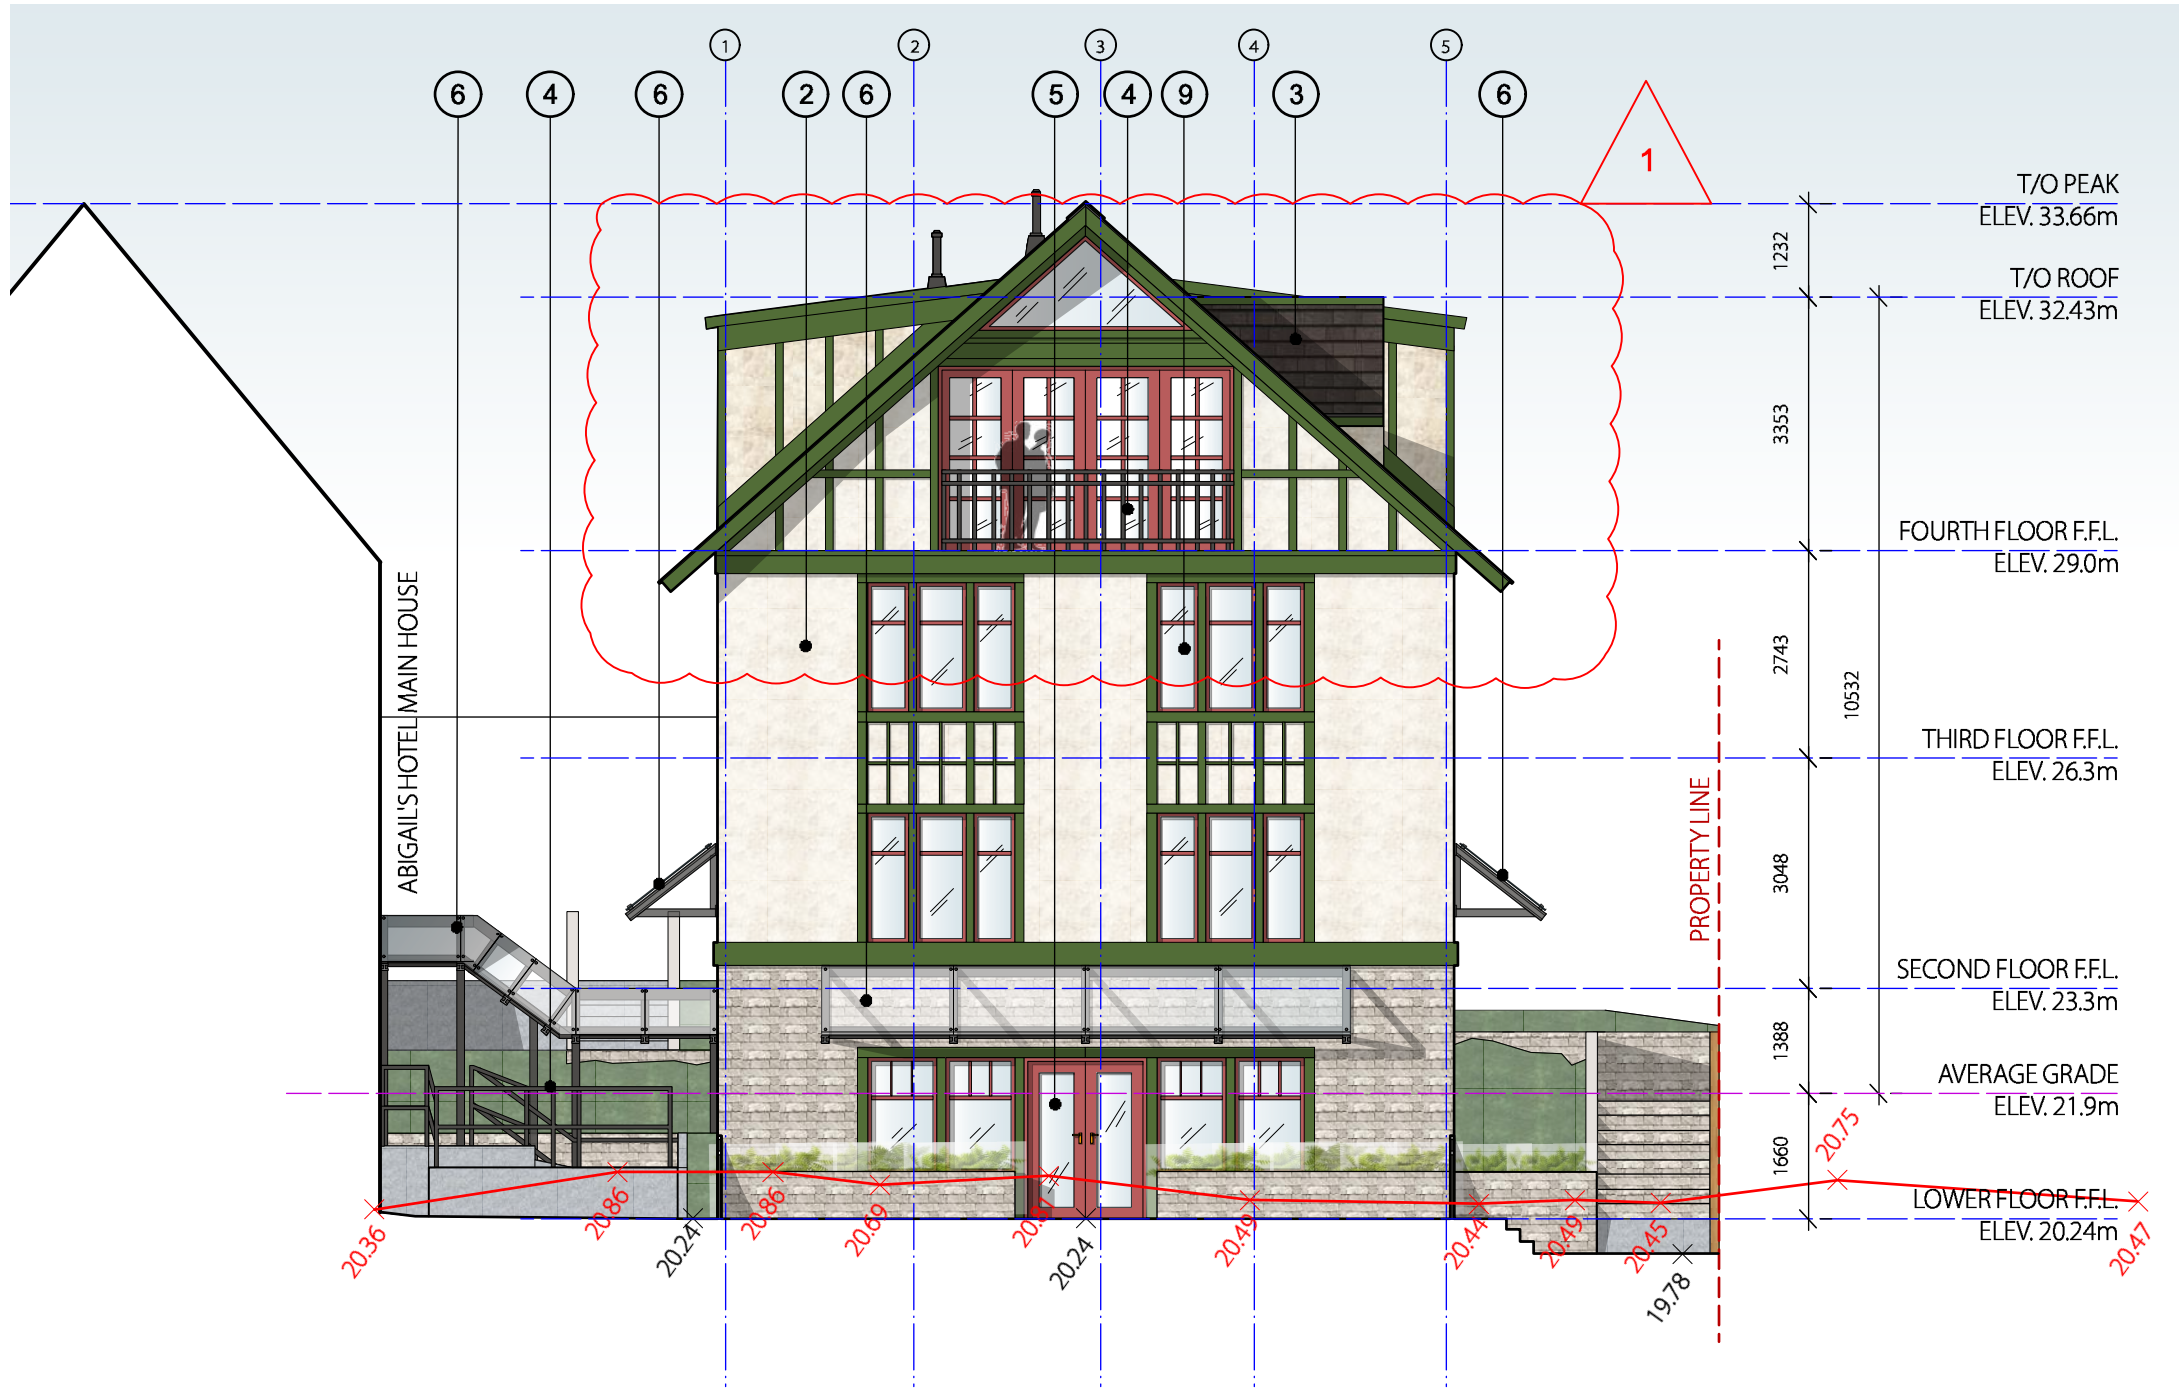 1
2
3
4
5
6
4
6
2
6
5
4
9
3
6
1
T/O PEAK
ELEV. 33.66m
1232
T/O ROOF
ELEV. 32.43m
3353
FOURTH FLOOR F.F.L.
ELEV. 29.0m
2743
10532
THIRD FLOOR F.F.L.
ELEV. 26.3m
3048
SECOND FLOOR F.F.L.
ELEV. 23.3m
1388
AVERAGE GRADE
ELEV. 21.9m
1660
LOWER FLOOR F.F.L.
ELEV. 20.24m
ABIGAIL'S HOTEL MAIN HOUSE
PROPERTY LINE
20.36
20.86
20.24
20.86
20.69
20.24
20.49
20.44
20.49
20.45
19.78
20.75
20.47